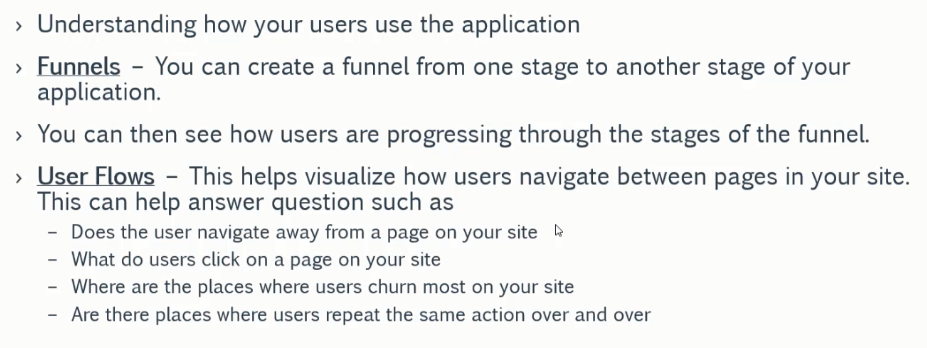 › Understanding how your users use the application
› Funnels – You can create a funnel from one stage to another stage of your
application.
› You can then see how users are progressing through the stages of the funnel.
› User Flows – This helps visualize how users navigate between pages in your site.
This can help answer question such as
– Does the user navigate away from a page on your site
– What do users click on a page on your site
– Where are the places where users churn most on your site
– Are there places where users repeat the same action over and over